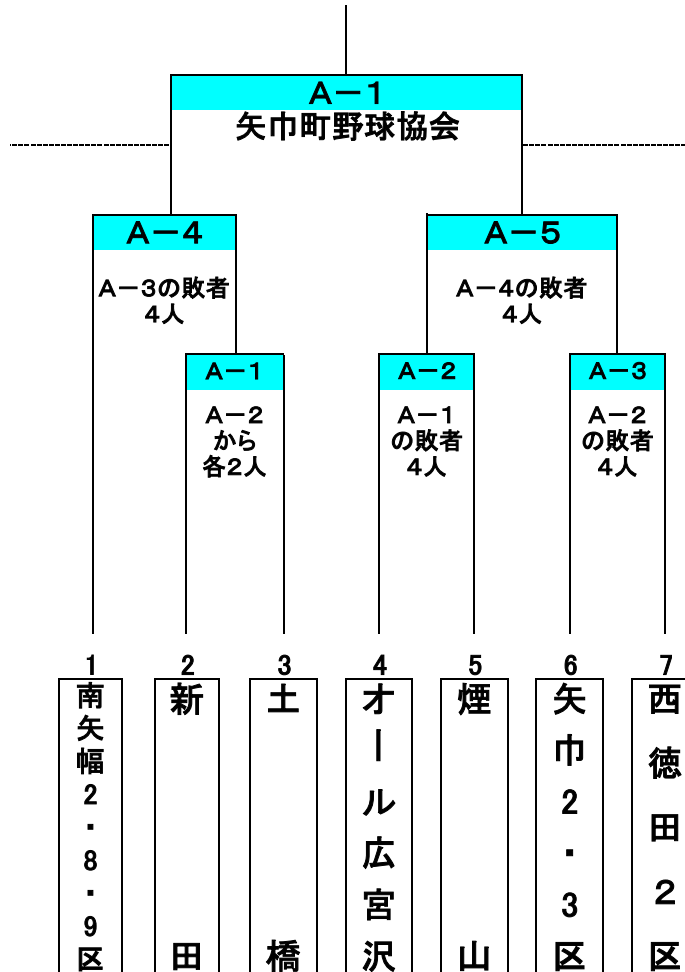 A－1
矢巾町野球協会
A－4
A－5
A－3の敗者
4人
A－4の敗者
4人
A－1
A－2
A－3
A－2
から
各2人
A－1
の敗者
4人
A－2
の敗者
4人
1
2
3
4
5
6
7
南矢幅2・8・9区
新田
土橋
オール広宮沢
煙山
矢巾2・3区
西徳田2区